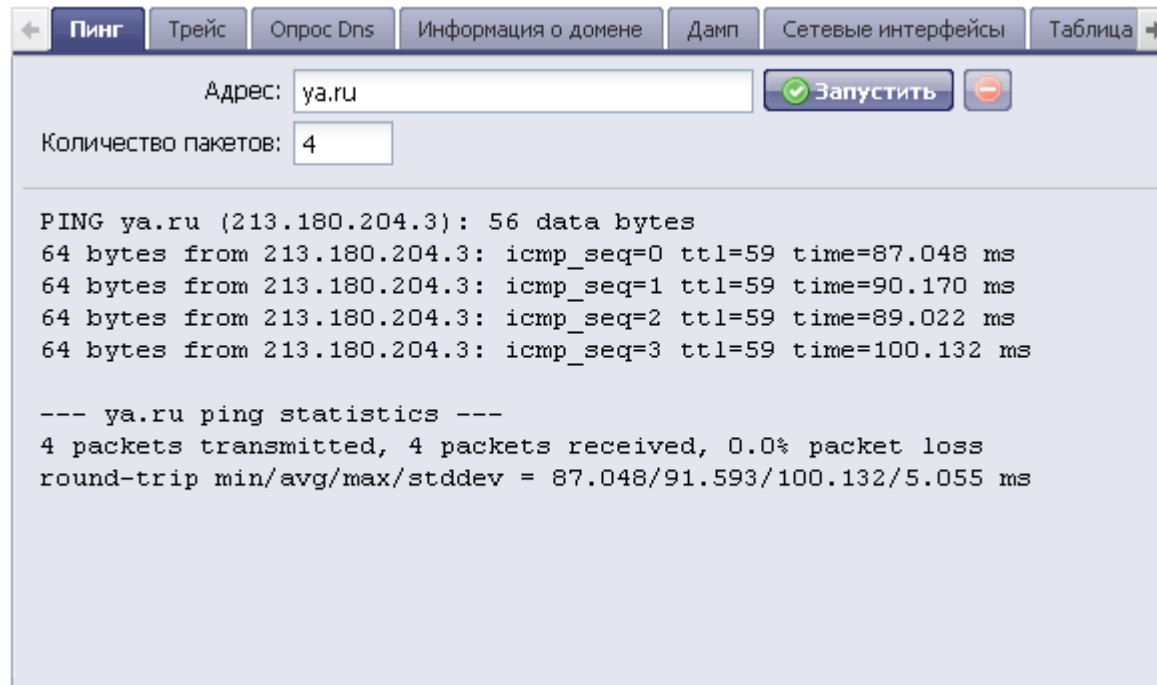 Пинг Трейс Опрос Dns Информация о домене Дамп Сетевые интерфейсы Таблица
Адрес: ya.ru Запустить
Количество пакетов: 4
PING ya.ru (213.180.204.3): 56 data bytes
64 bytes from 213.180.204.3: icmp_seq=0 ttl=59 time=87.048 ms
64 bytes from 213.180.204.3: icmp_seq=1 ttl=59 time=90.170 ms
64 bytes from 213.180.204.3: icmp_seq=2 ttl=59 time=89.022 ms
64 bytes from 213.180.204.3: icmp_seq=3 ttl=59 time=100.132 ms
--- ya.ru ping statistics ---
4 packets transmitted, 4 packets received, 0.0% packet loss
round-trip min/avg/max/stddev = 87.048/91.593/100.132/5.055 ms